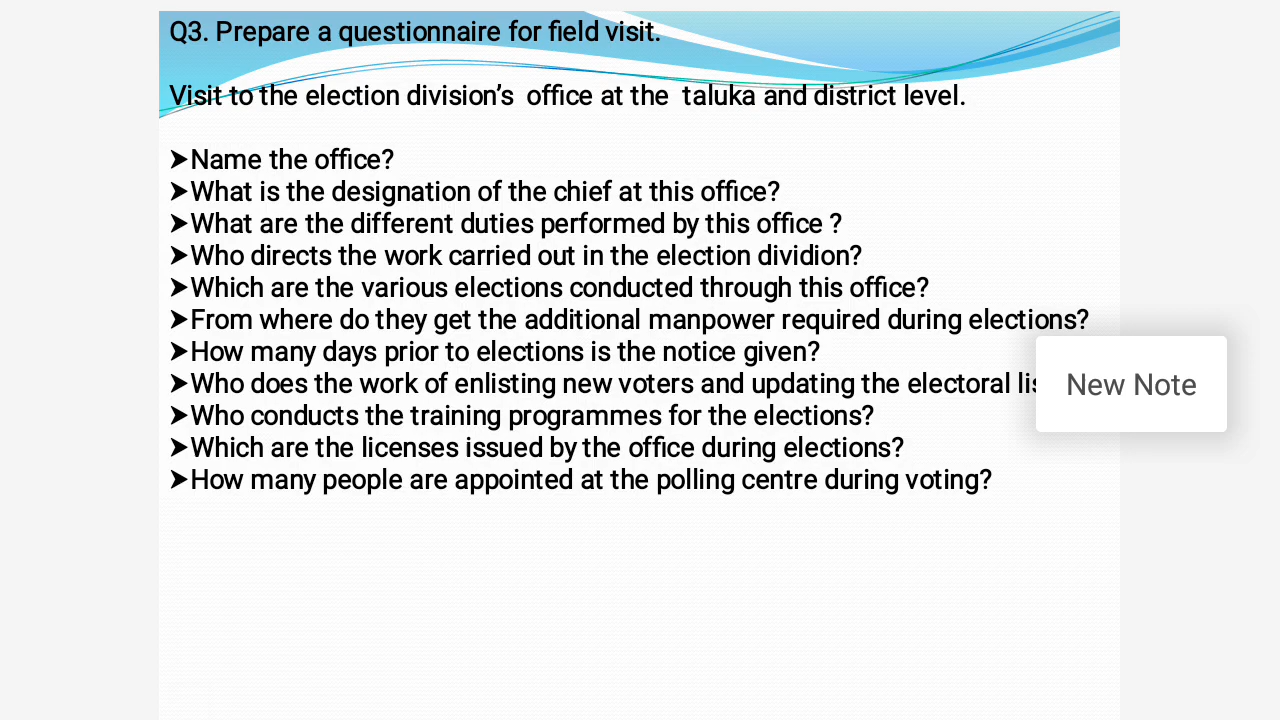 Q3. Prepare a questionnaire for field visit.
Visit to the election division’s office at the taluka and district level.
➤Name the office?
➤What is the designation of the chief at this office?
➤What are the different duties performed by this office ?
➤Who directs the work carried out in the election dividion?
➤Which are the various elections conducted through this office?
➤From where do they get the additional manpower required during elections?
➤How many days prior to elections is the notice given?
➤Who does the work of enlisting new voters and updating the electoral
New Note
➤Who conducts the training programmes for the elections?
➤Which are the licenses issued by the office during elections?
➤How many people are appointed at the polling centre during voting?